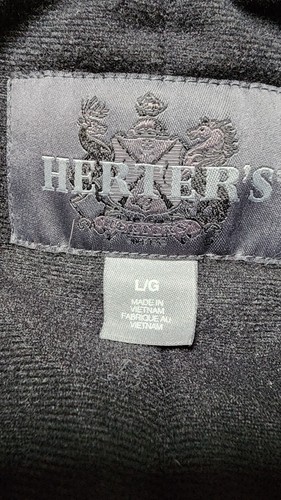 HERTER'S
L/G
MADE IN
VIETNAM
FABRIQUÉ AU
VIETNAM